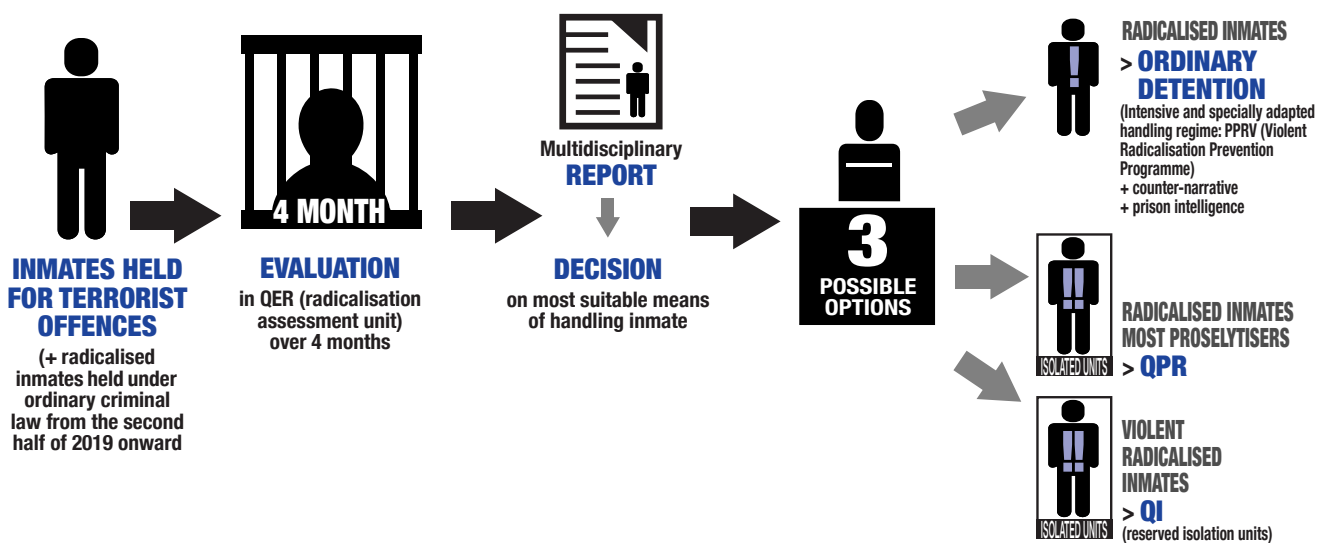 INMATES HELD
FOR TERRORIST
OFFENCES
(+ radicalised
inmates held under
ordinary criminal
law from the second
half of 2019 onward
4 MONTH
EVALUATION
in QER (radicalisation
assessment unit)
over 4 months
Multidisciplinary
REPORT
DECISION
on most suitable means
of handling inmate
3
POSSIBLE
OPTIONS
RADICALISED INMATES
> ORDINARY
DETENTION
(Intensive and specially adapted
handling regime: PPRV (Violent
Radicalisation Prevention
Programme)
+ counter-narrative
+ prison intelligence
ISOLATED UNITS
RADICALISED INMATES
MOST PROSELYTISERS
> QPR
ISOLATED UNITS
VIOLENT
RADICALISED
INMATES
> QI
(reserved isolation units)